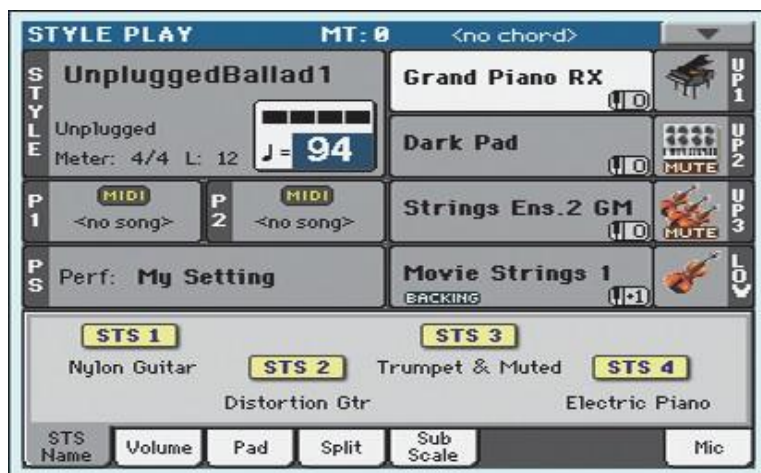 STYLE PLAY MT: 0 <no chord>
STYLE
UnpluggedBallad1
Unplugged
Meter: 4/4 L: 12
♩= 94
Grand Piano RX
0
UP1
Dark Pad
0
MUTE
UP2
P1
MIDI
<no song>
P2
MIDI
<no song>
Strings Ens.2 GM
0
MUTE
UP3
PS
Perf: My Setting
Movie Strings 1
BACKING
+1
LOW
STS 1
Nylon Guitar
STS 2
Distortion Gtr
STS 3
Trumpet & Muted
STS 4
Electric Piano
STS Name
Volume
Pad
Split
Sub Scale
Mic